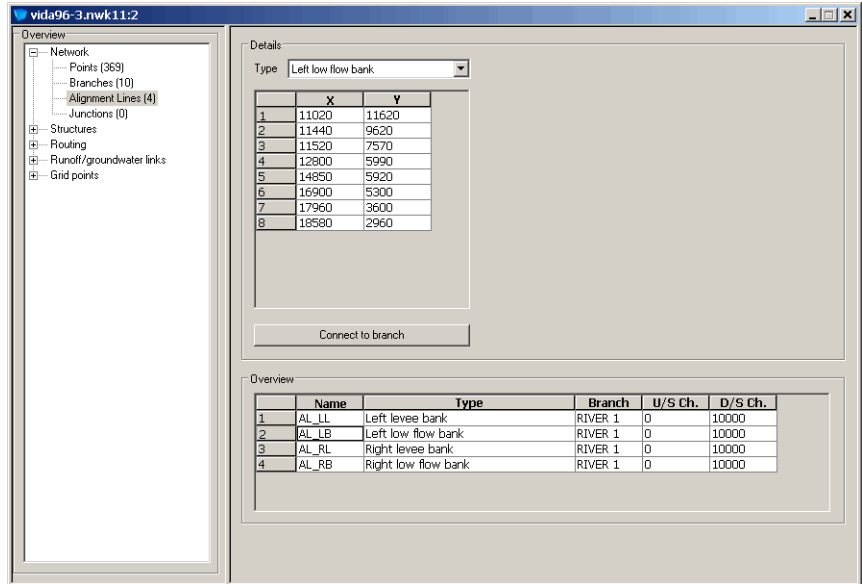 vida96-3.nwk11:2
Overview
Network
Points (369)
Branches (10)
Alignment Lines (4)
Junctions (0)
Structures
Routing
Runoff/groundwater links
Grid points
Details
Type Left low flow bank
X Y
1 11020 11620
2 11440 9620
3 11520 7570
4 12800 5990
5 14850 5920
6 16900 5300
7 17960 3600
8 18580 2960
Connect to branch
Overview
Name Type Branch U/S Ch. D/S Ch.
1 AL_LL Left levee bank RIVER 1 0 10000
2 AL_LB Left low flow bank RIVER 1 0 10000
3 AL_RL Right levee bank RIVER 1 0 10000
4 AL_RB Right low flow bank RIVER 1 0 10000